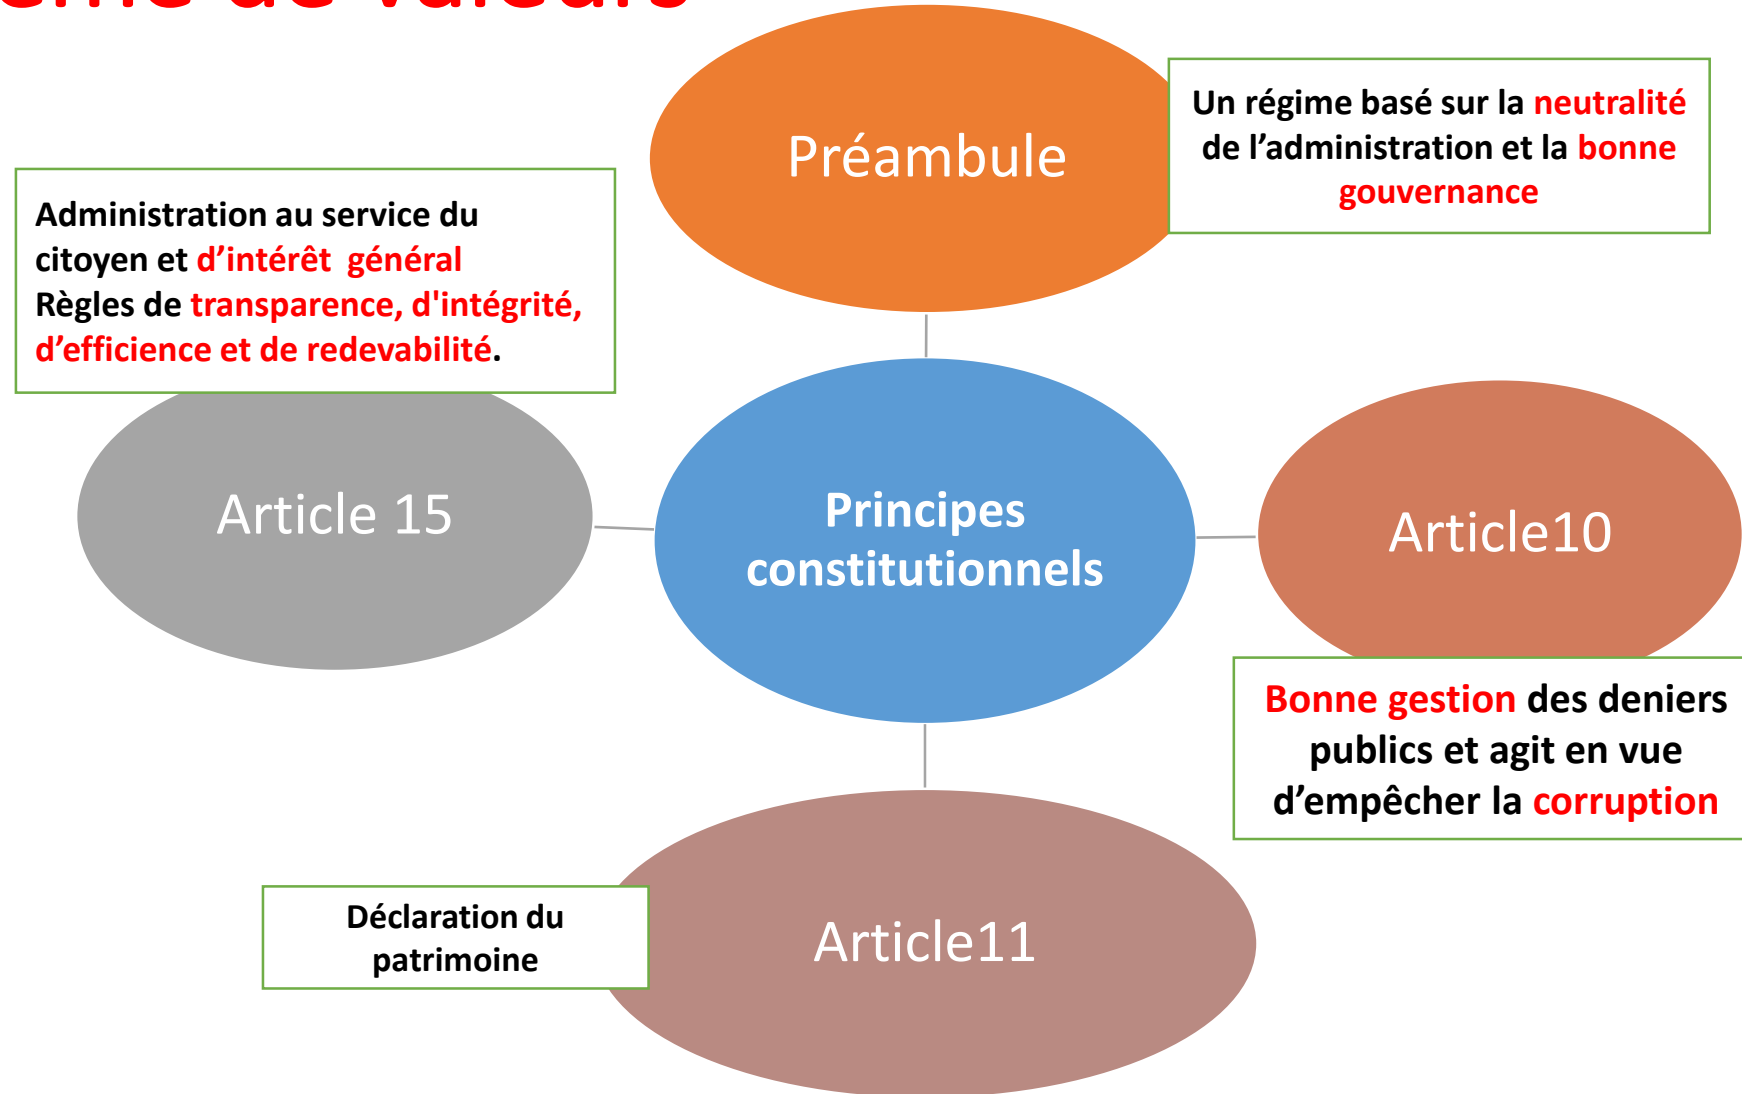 de valeurs
Préambule
Un régime basé sur la neutralité
de l’administration et la bonne
gouvernance
Administration au service du
citoyen et d’intérêt  général
Règles de transparence, d'intégrité,
d’efficience et de redevabilité.
Article 15
Principes
constitutionnels
Article10
Bonne gestion des deniers
publics et agit en vue
d’empêcher la corruption
Déclaration du
patrimoine
Article11